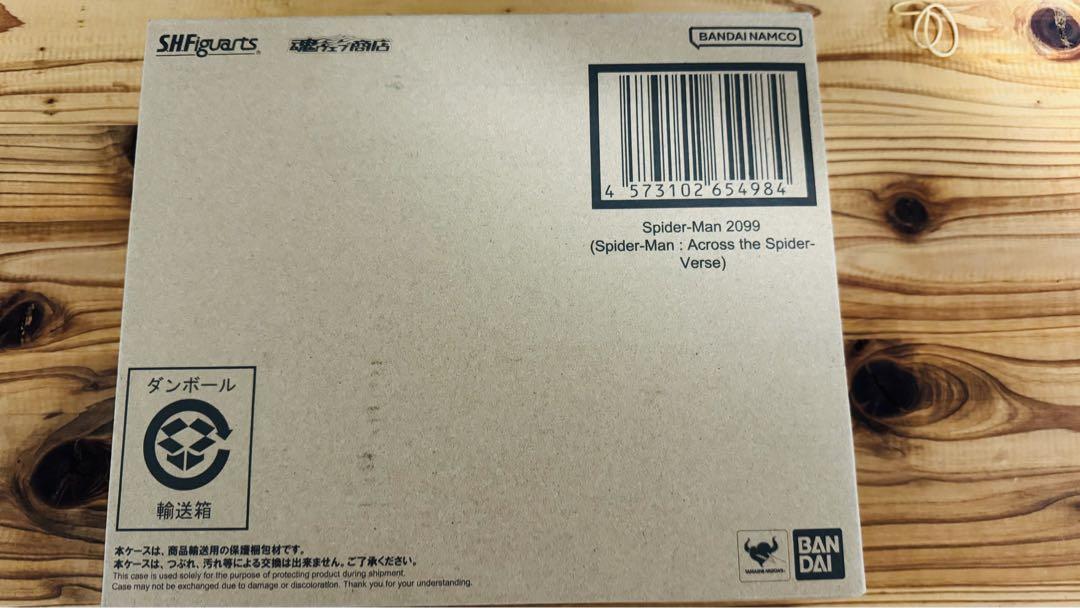 S.H.Figuarts
魂ウェブ商店
BANDAI NAMCO
4 573102 654984
Spider-Man 2099
(Spider-Man : Across the Spider-
Verse)
ダンボール
輸送箱
本ケースは、商品輸送用の保護梱包材です。
本ケースは、つぶれ、汚れ等による交換は出来ません。ご了承ください。
This case is used solely for the purpose of protecting product during shipment.
Case may not be exchanged due to damage or discoloration. Thank you for your understanding.
TAMASHII NATIONS
BAN
DAI